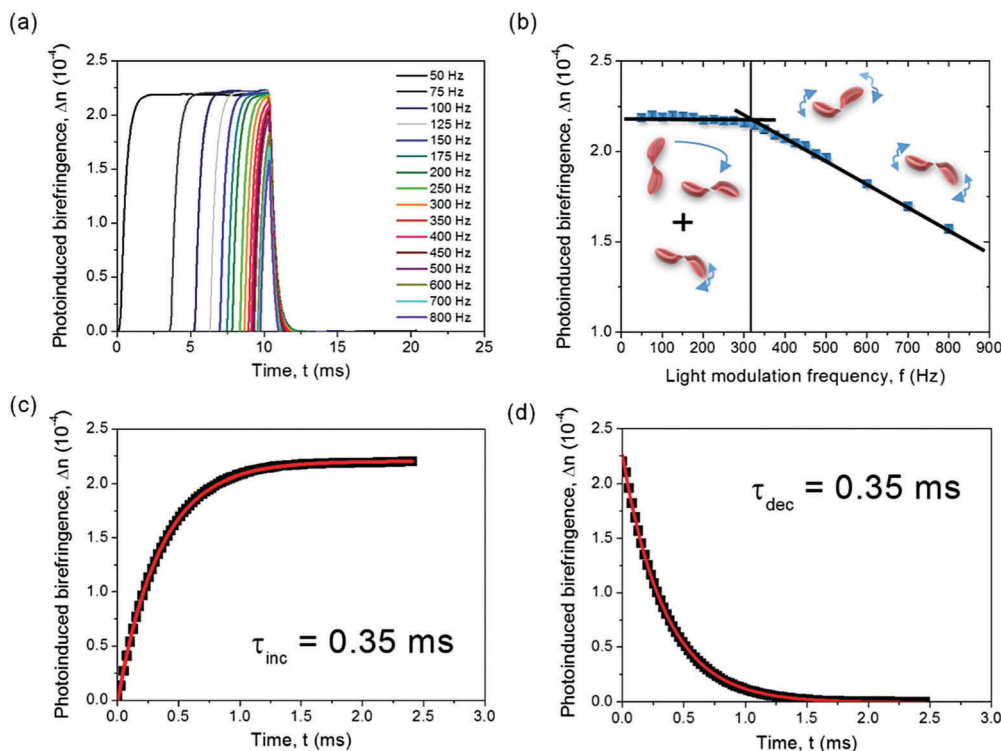 (a)
Photoinduced birefringence, Δn (10⁻⁴)
2.5
2.0
1.5
1.0
0.5
0.0
0 5 10 15 20 25
Time, t (ms)
50 Hz
75 Hz
100 Hz
125 Hz
150 Hz
175 Hz
200 Hz
250 Hz
300 Hz
350 Hz
400 Hz
450 Hz
500 Hz
600 Hz
700 Hz
800 Hz
(b)
Photoinduced birefringence, Δn (10⁻⁴)
2.5
2.0
1.5
1.0
+
0 100 200 300 400 500 600 700 800 900
Light modulation frequency, f (Hz)
(c)
Photoinduced birefringence, Δn (10⁻⁴)
2.5
2.0
1.5
1.0
0.5
0.0
τinc = 0.35 ms
0.0 0.5 1.0 1.5 2.0 2.5 3.0
Time, t (ms)
(d)
Photoinduced birefringence, Δn (10⁻⁴)
2.5
2.0
1.5
1.0
0.5
0.0
τdec = 0.35 ms
0.0 0.5 1.0 1.5 2.0 2.5 3.0
Time, t (ms)